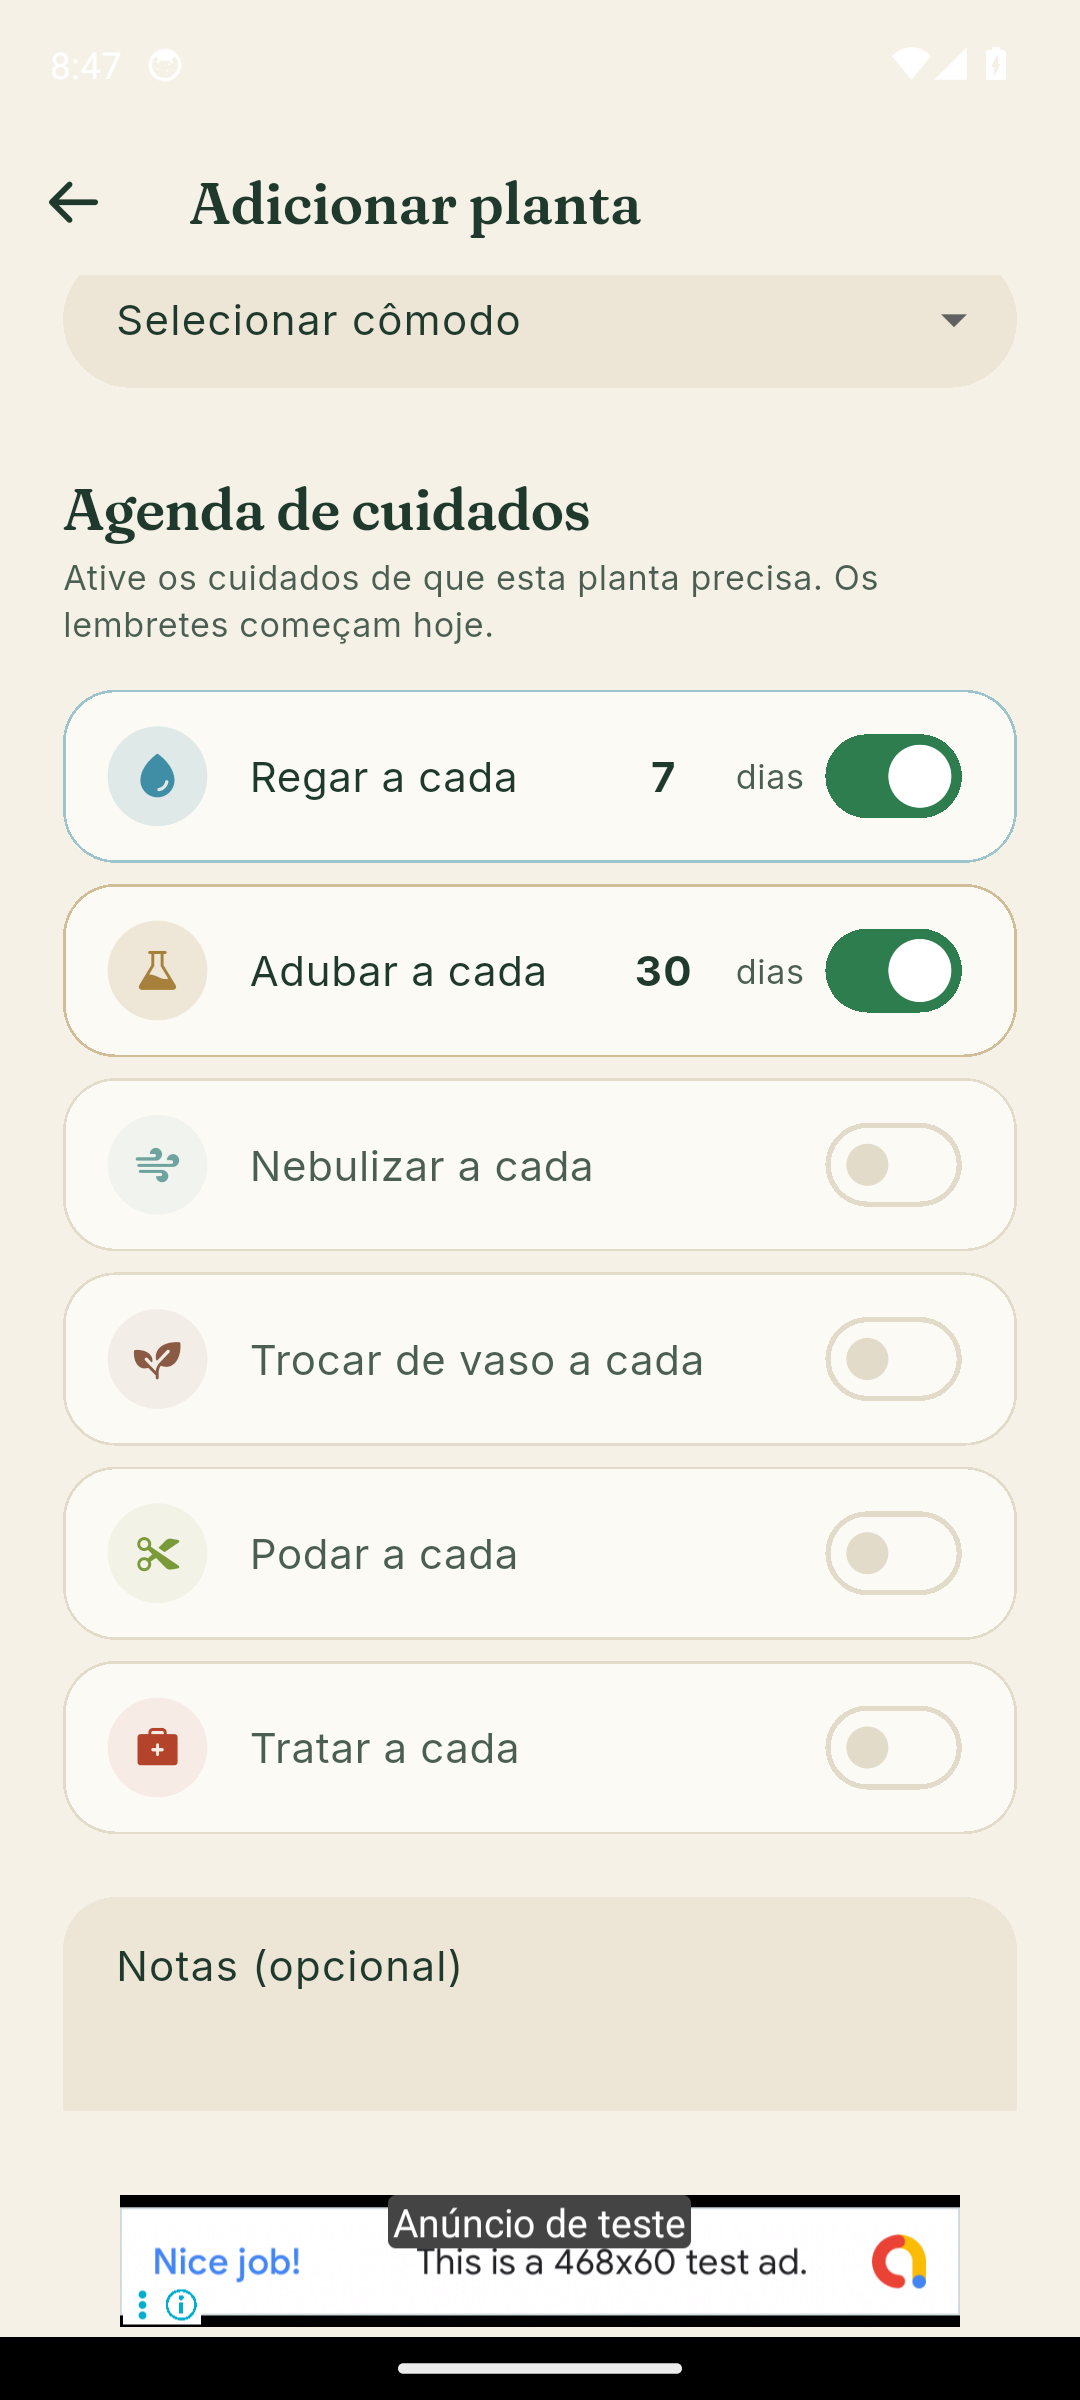 8:47
Adicionar planta
Selecionar cômodo
Agenda de cuidados
Ative os cuidados de que esta planta precisa. Os
lembretes começam hoje.
Regar a cada 7 dias
Adubar a cada 30 dias
Nebulizar a cada
Trocar de vaso a cada
Podar a cada
Tratar a cada
Notas (opcional)
Anúncio de teste
Nice job! This is a 468x60 test ad.